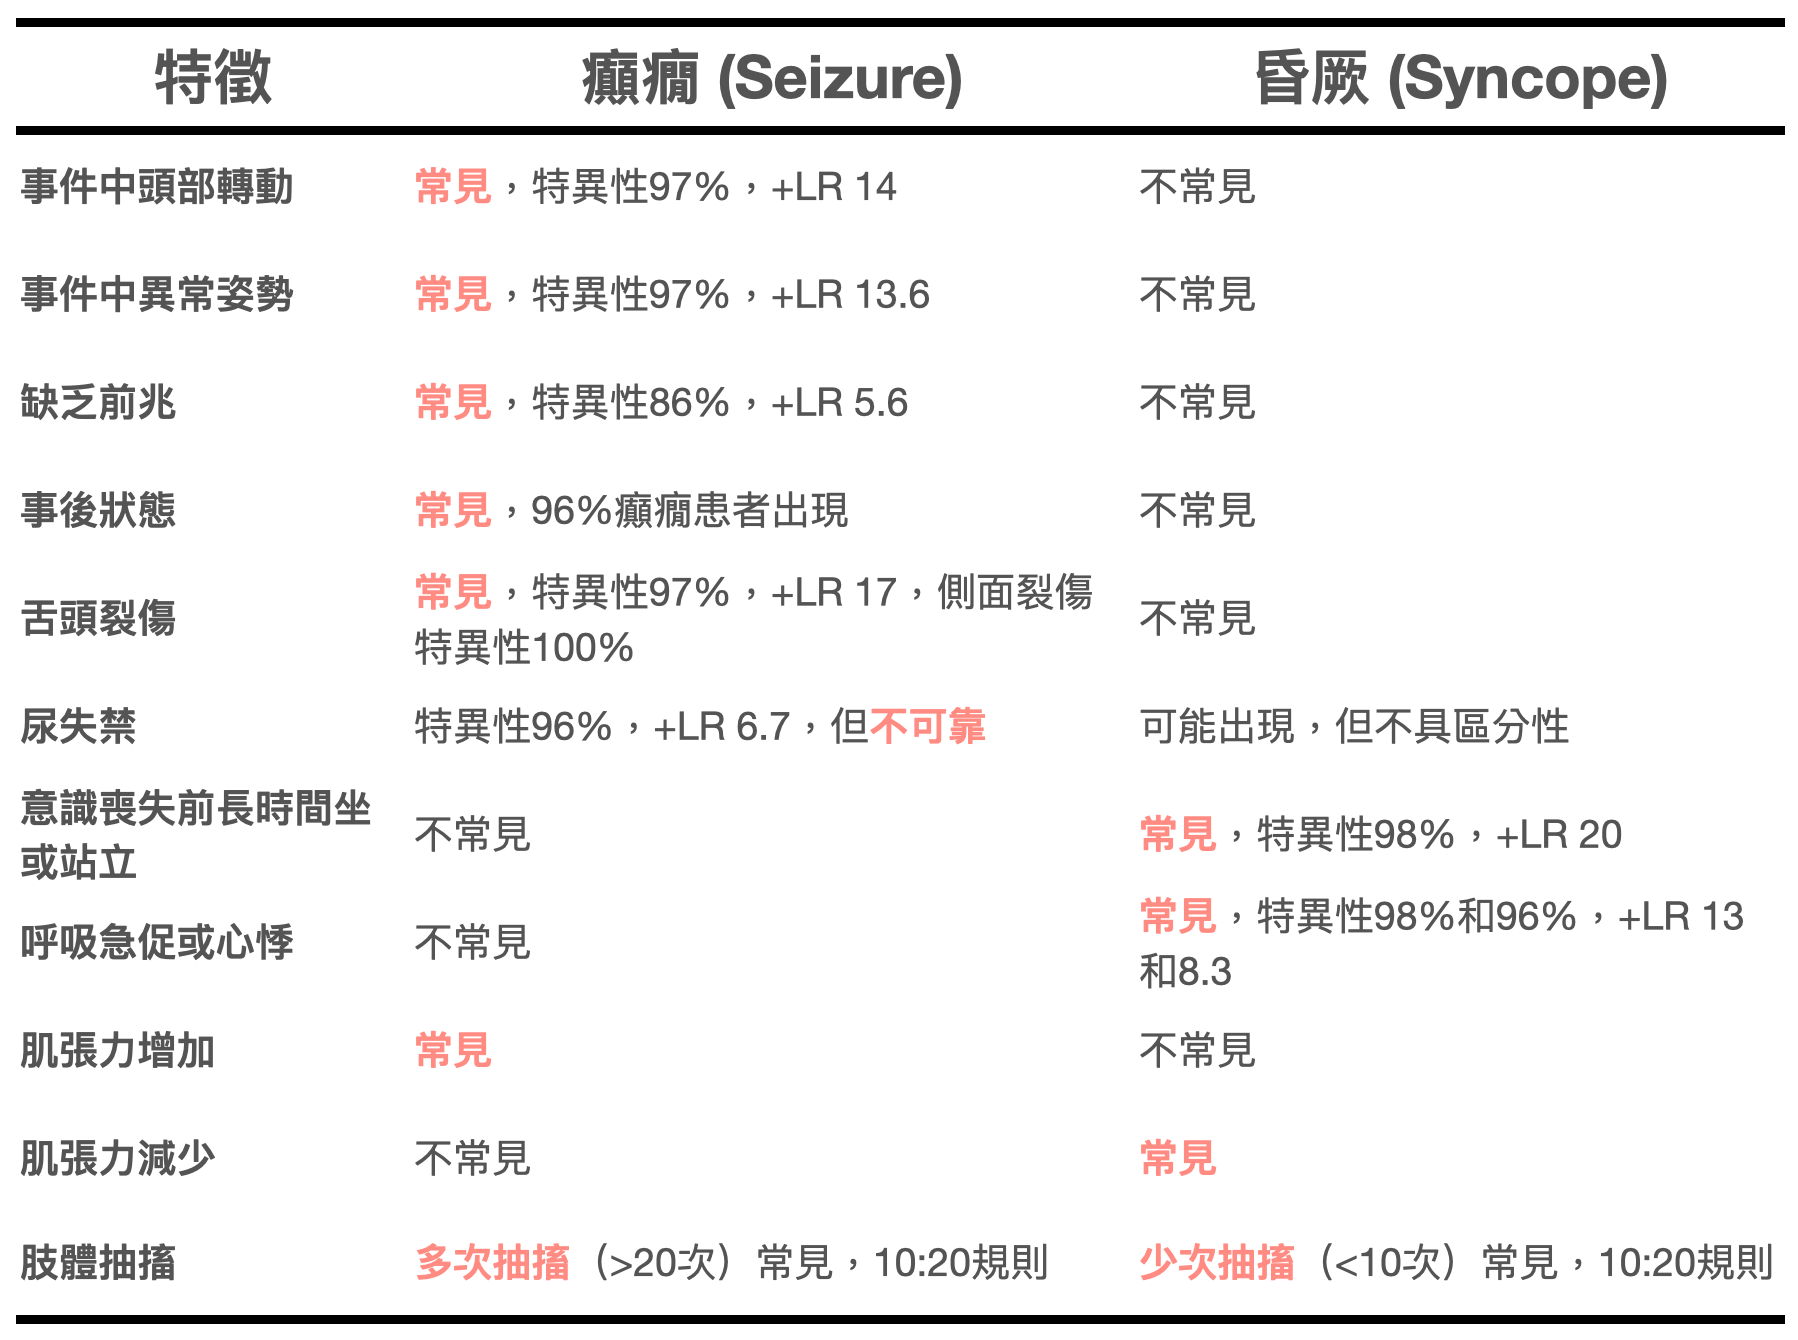 特徵 癲癇 (Seizure) 昏厥 (Syncope)
事件中頭部轉動 常見，特異性97%，+LR 14 不常見
事件中異常姿勢 常見，特異性97%，+LR 13.6 不常見
缺乏前兆 常見，特異性86%，+LR 5.6 不常見
事後狀態 常見，96%癲癇患者出現 不常見
舌頭裂傷 常見，特異性97%，+LR 17，側面裂傷
特異性100% 不常見
尿失禁 特異性96%，+LR 6.7，但不可靠 可能出現，但不具區分性
意識喪失前長時間坐
或站立 不常見 常見，特異性98%，+LR 20
呼吸急促或心悸 不常見 常見，特異性98%和96%，+LR 13
和8.3
肌張力增加 常見 不常見
肌張力減少 不常見 常見
肢體抽搐 多次抽搐（>20次）常見，10:20規則 少次抽搐（<10次）常見，10:20規則